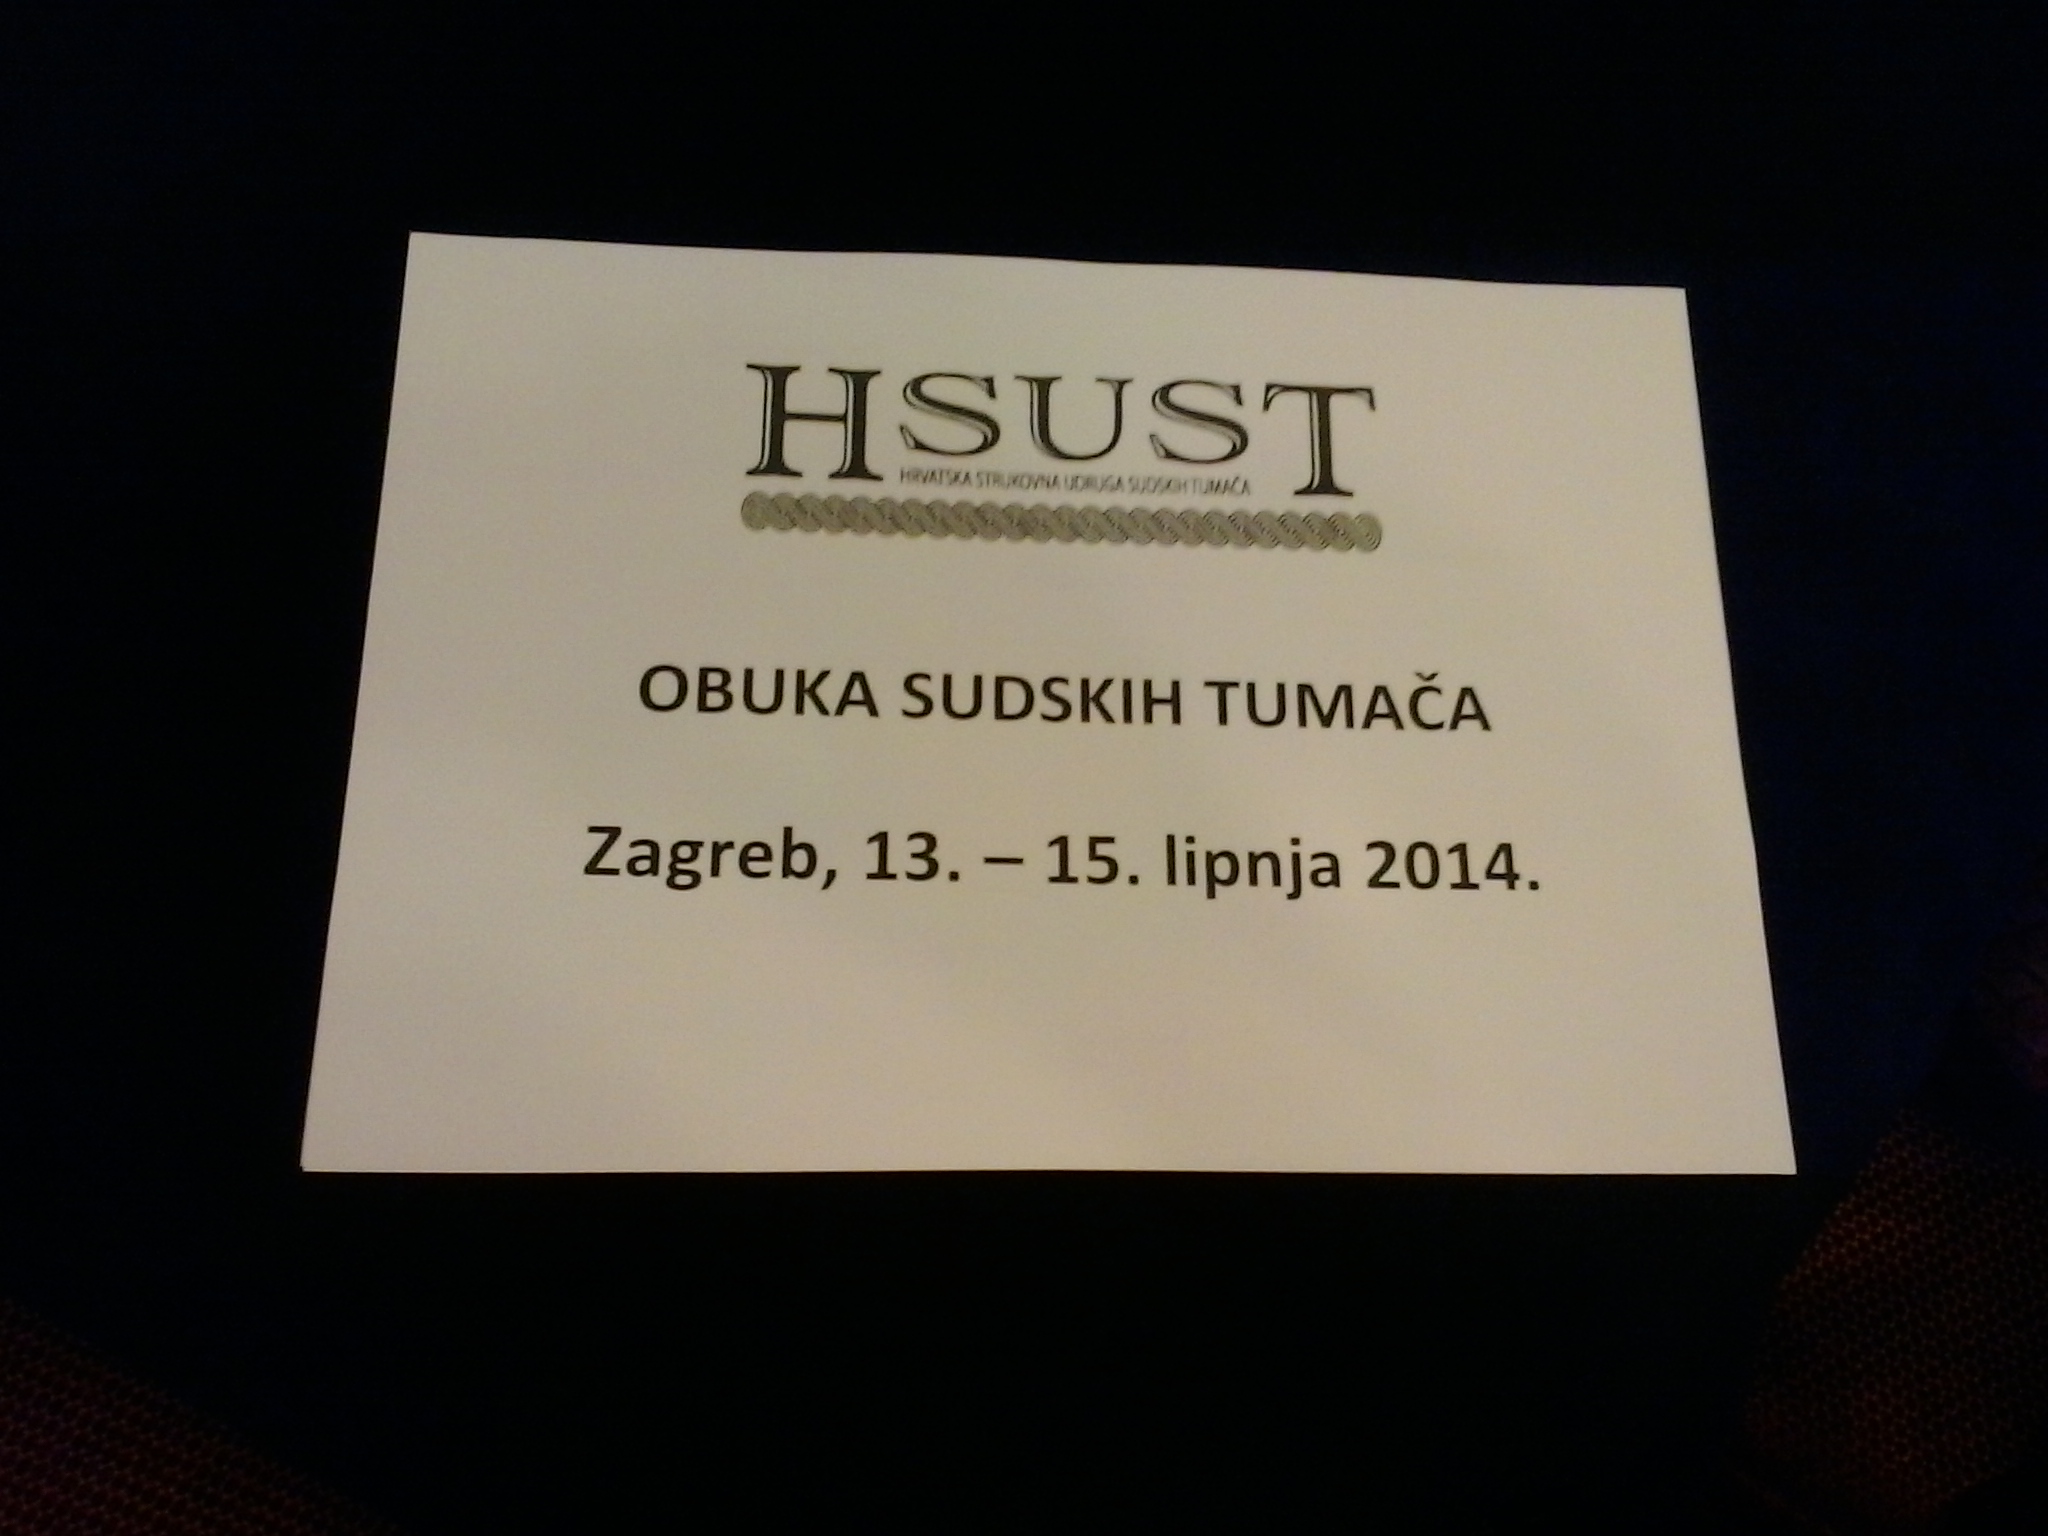 HSUST
HRVATSKA STRUKOVNA UDRUGA SUDSKIH TUMAČA
OBUKA SUDSKIH TUMAČA
Zagreb, 13. – 15. lipnja 2014.